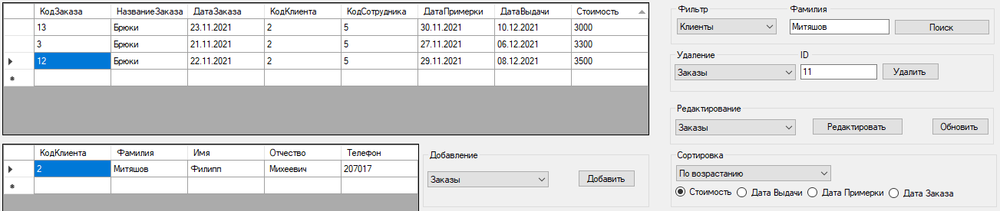 КодЗаказа НазваниеЗаказа ДатаЗаказа КодКлиента КодСотрудника ДатаПримерки ДатаВыдачи Стоимость
13 Брюки 23.11.2021 2 5 30.11.2021 10.12.2021 3000
3 Брюки 21.11.2021 2 5 27.11.2021 06.12.2021 3300
12 Брюки 22.11.2021 2 5 29.11.2021 08.12.2021 3500
КодКлиента Фамилия Имя Отчество Телефон
2 Митяшов Филипп Михеевич 207017
Добавление
Заказы Добавить
Фильтр Фамилия
Клиенты Митяшов Поиск
Удаление ID
Заказы 11 Удалить
Редактирование
Заказы Редактировать Обновить
Сортировка
По возрастанию
Стоимость Дата Выдачи Дата Примерки Дата Заказа